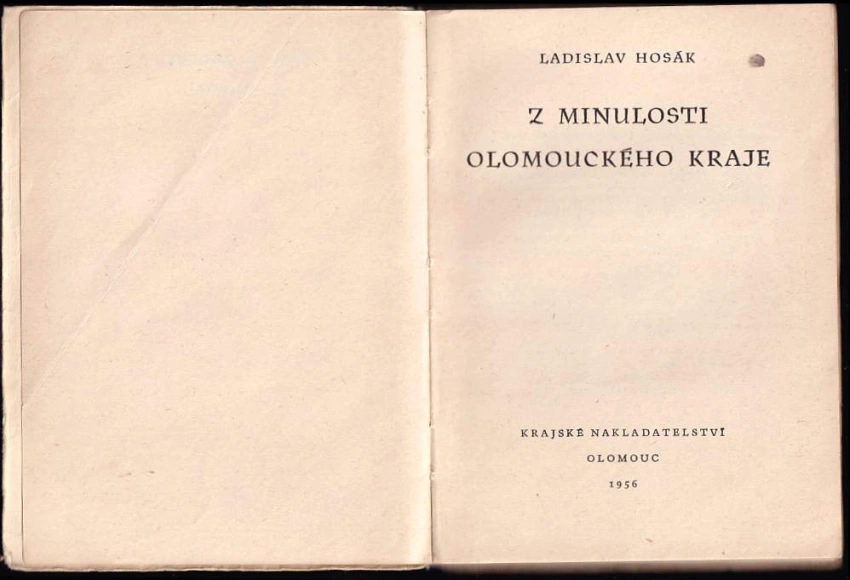 LADISLAV HOSÁK
Z MINULOSTI
OLOMOUCKÉHO KRAJE
KRAJSKÉ NAKLADATELSTVÍ
OLOMOUC
1956